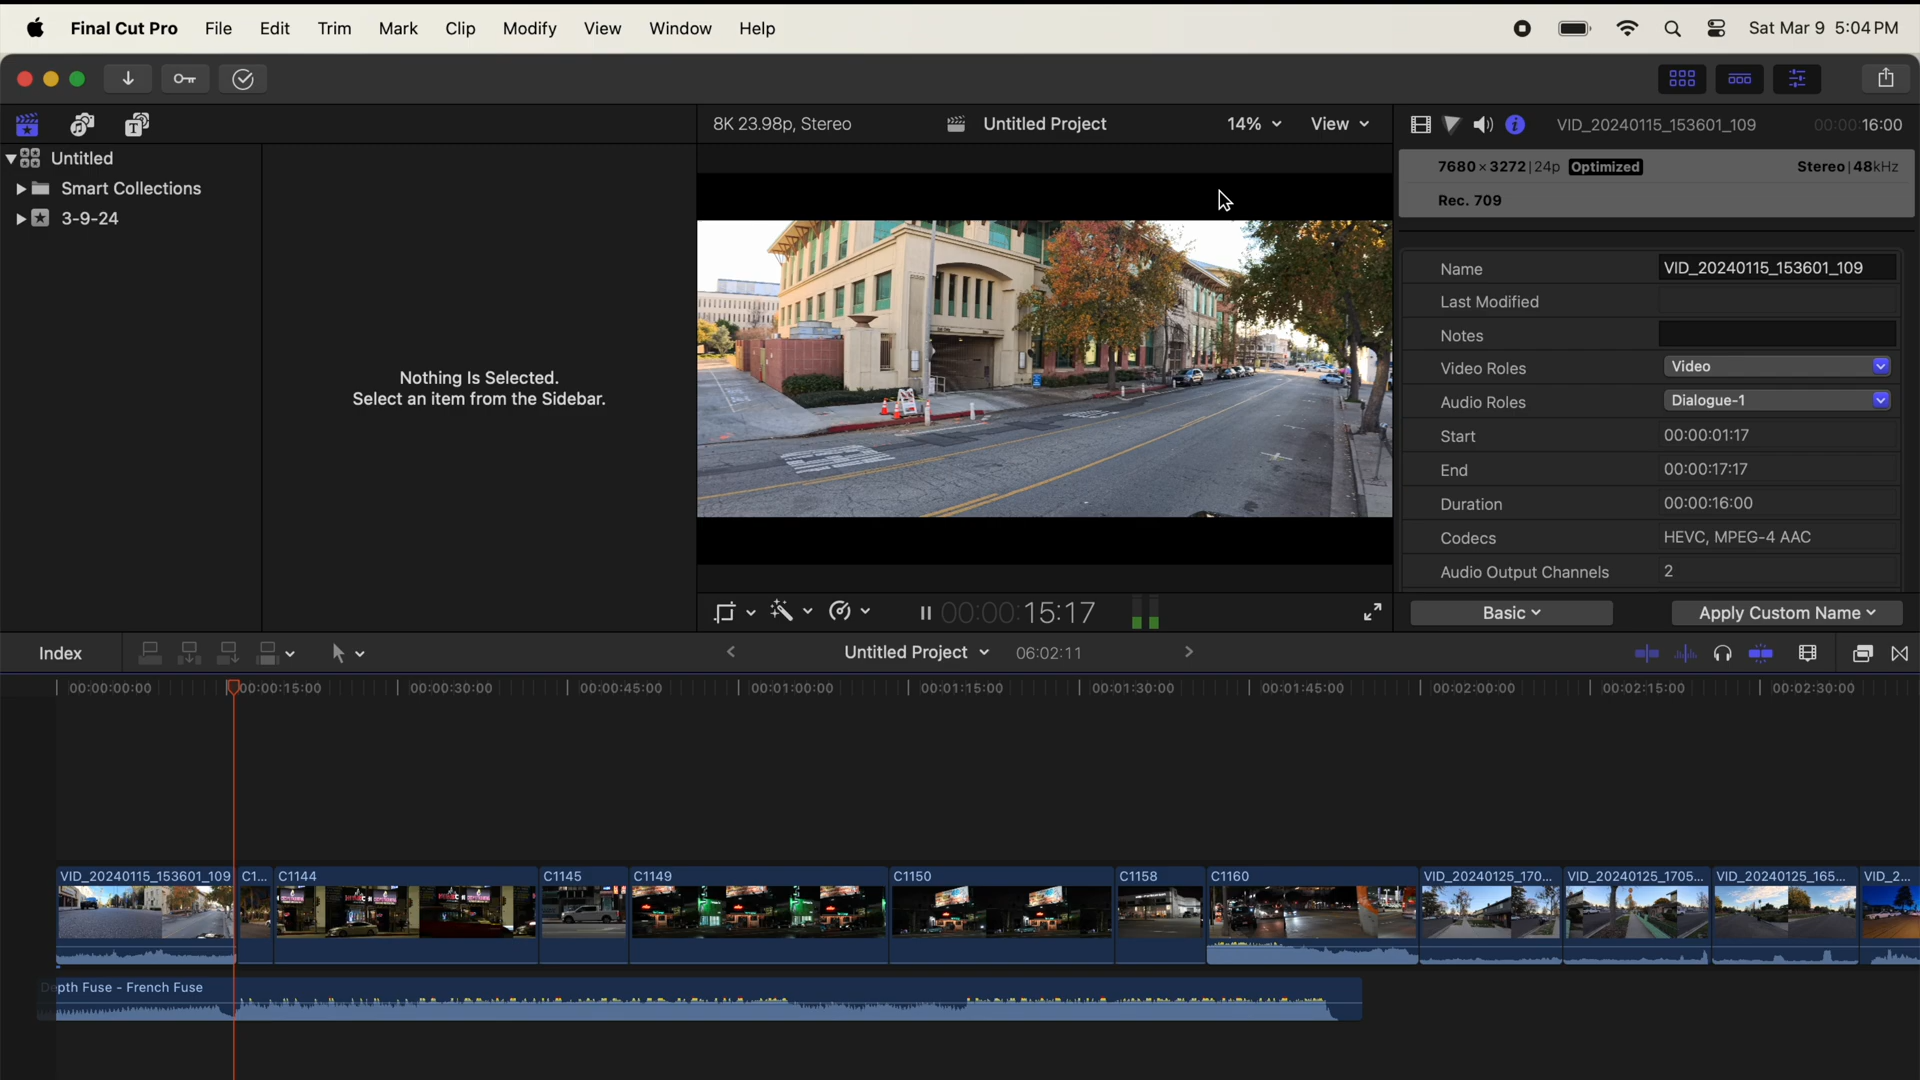 Final Cut Pro File Edit Trim Mark Clip Modify View Window Help Sat Mar 9 5:04 PM
8K 23.98p, Stereo Untitled Project 14% View VID_20240115_153601_109 00:00:16:00
Untitled
Smart Collections
3-9-24
Nothing Is Selected.
Select an item from the Sidebar.
7680 × 3272 | 24p Optimized Stereo | 48kHz
Rec. 709
Name VID_20240115_153601_109
Last Modified
Notes
Video Roles Video
Audio Roles Dialogue-1
Start 00:00:01:17
End 00:00:17:17
Duration 00:00:16:00
Codecs HEVC, MPEG-4 AAC
Audio Output Channels 2
00:00:15:17 Basic Apply Custom Name
Index Untitled Project 06:02:11
00:00:00:00 00:00:15:00 00:00:30:00 00:00:45:00 00:01:00:00 00:01:15:00 00:01:30:00 00:01:45:00 00:02:00:00 00:02:15:00 00:02:30:00
VID_20240115_153601_109 C1... C1144 C1145 C1149 C1150 C1158 C1160 VID_20240125_170... VID_20240125_1705... VID_20240125_165... VID_2...
Depth Fuse - French Fuse